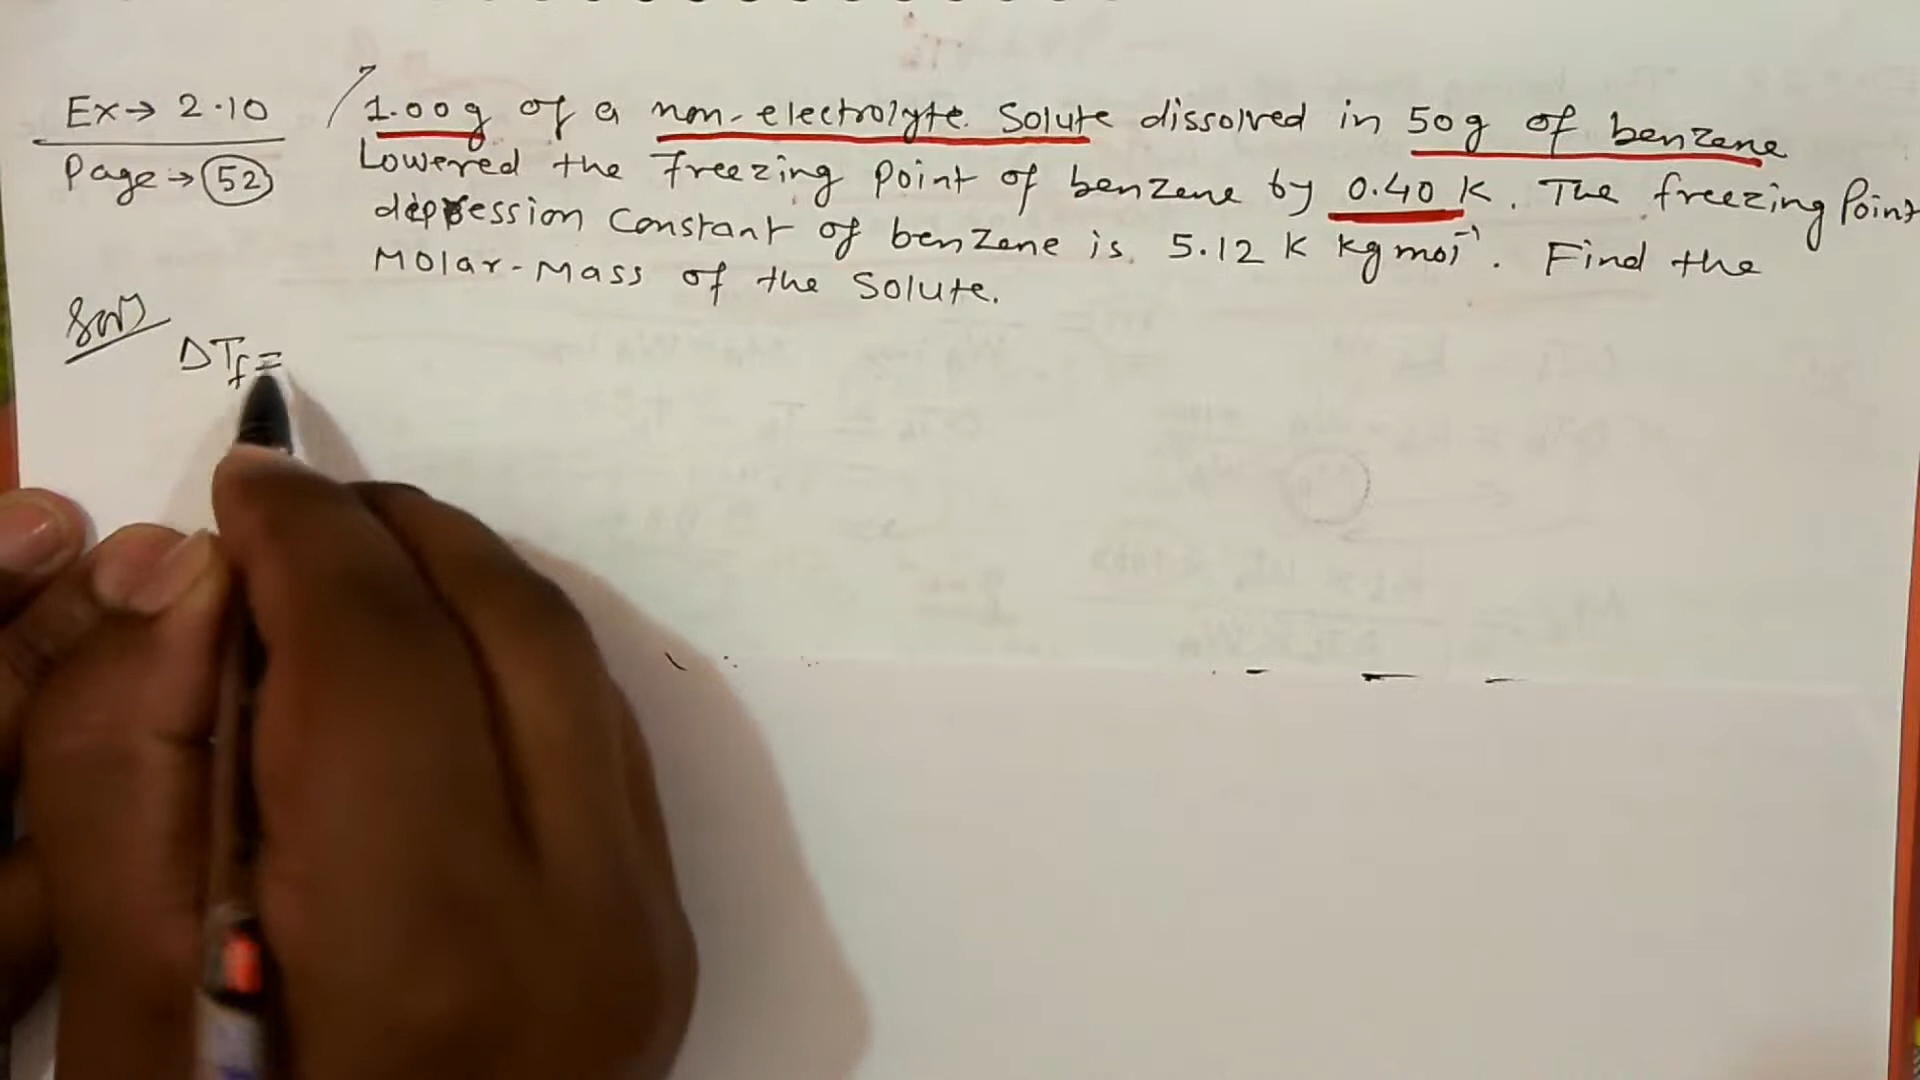 Ex→ 2.10
Page→ 52
1.00g of a non-electrolyte. Solute dissolved in 50g of benzene
Lowered the freezing Point of benzene by 0.40 K. The freezing Point
depression Constant of benzene is 5.12 K Kg mol⁻¹. Find the
Molar-Mass of the Solute.
ΔTf =